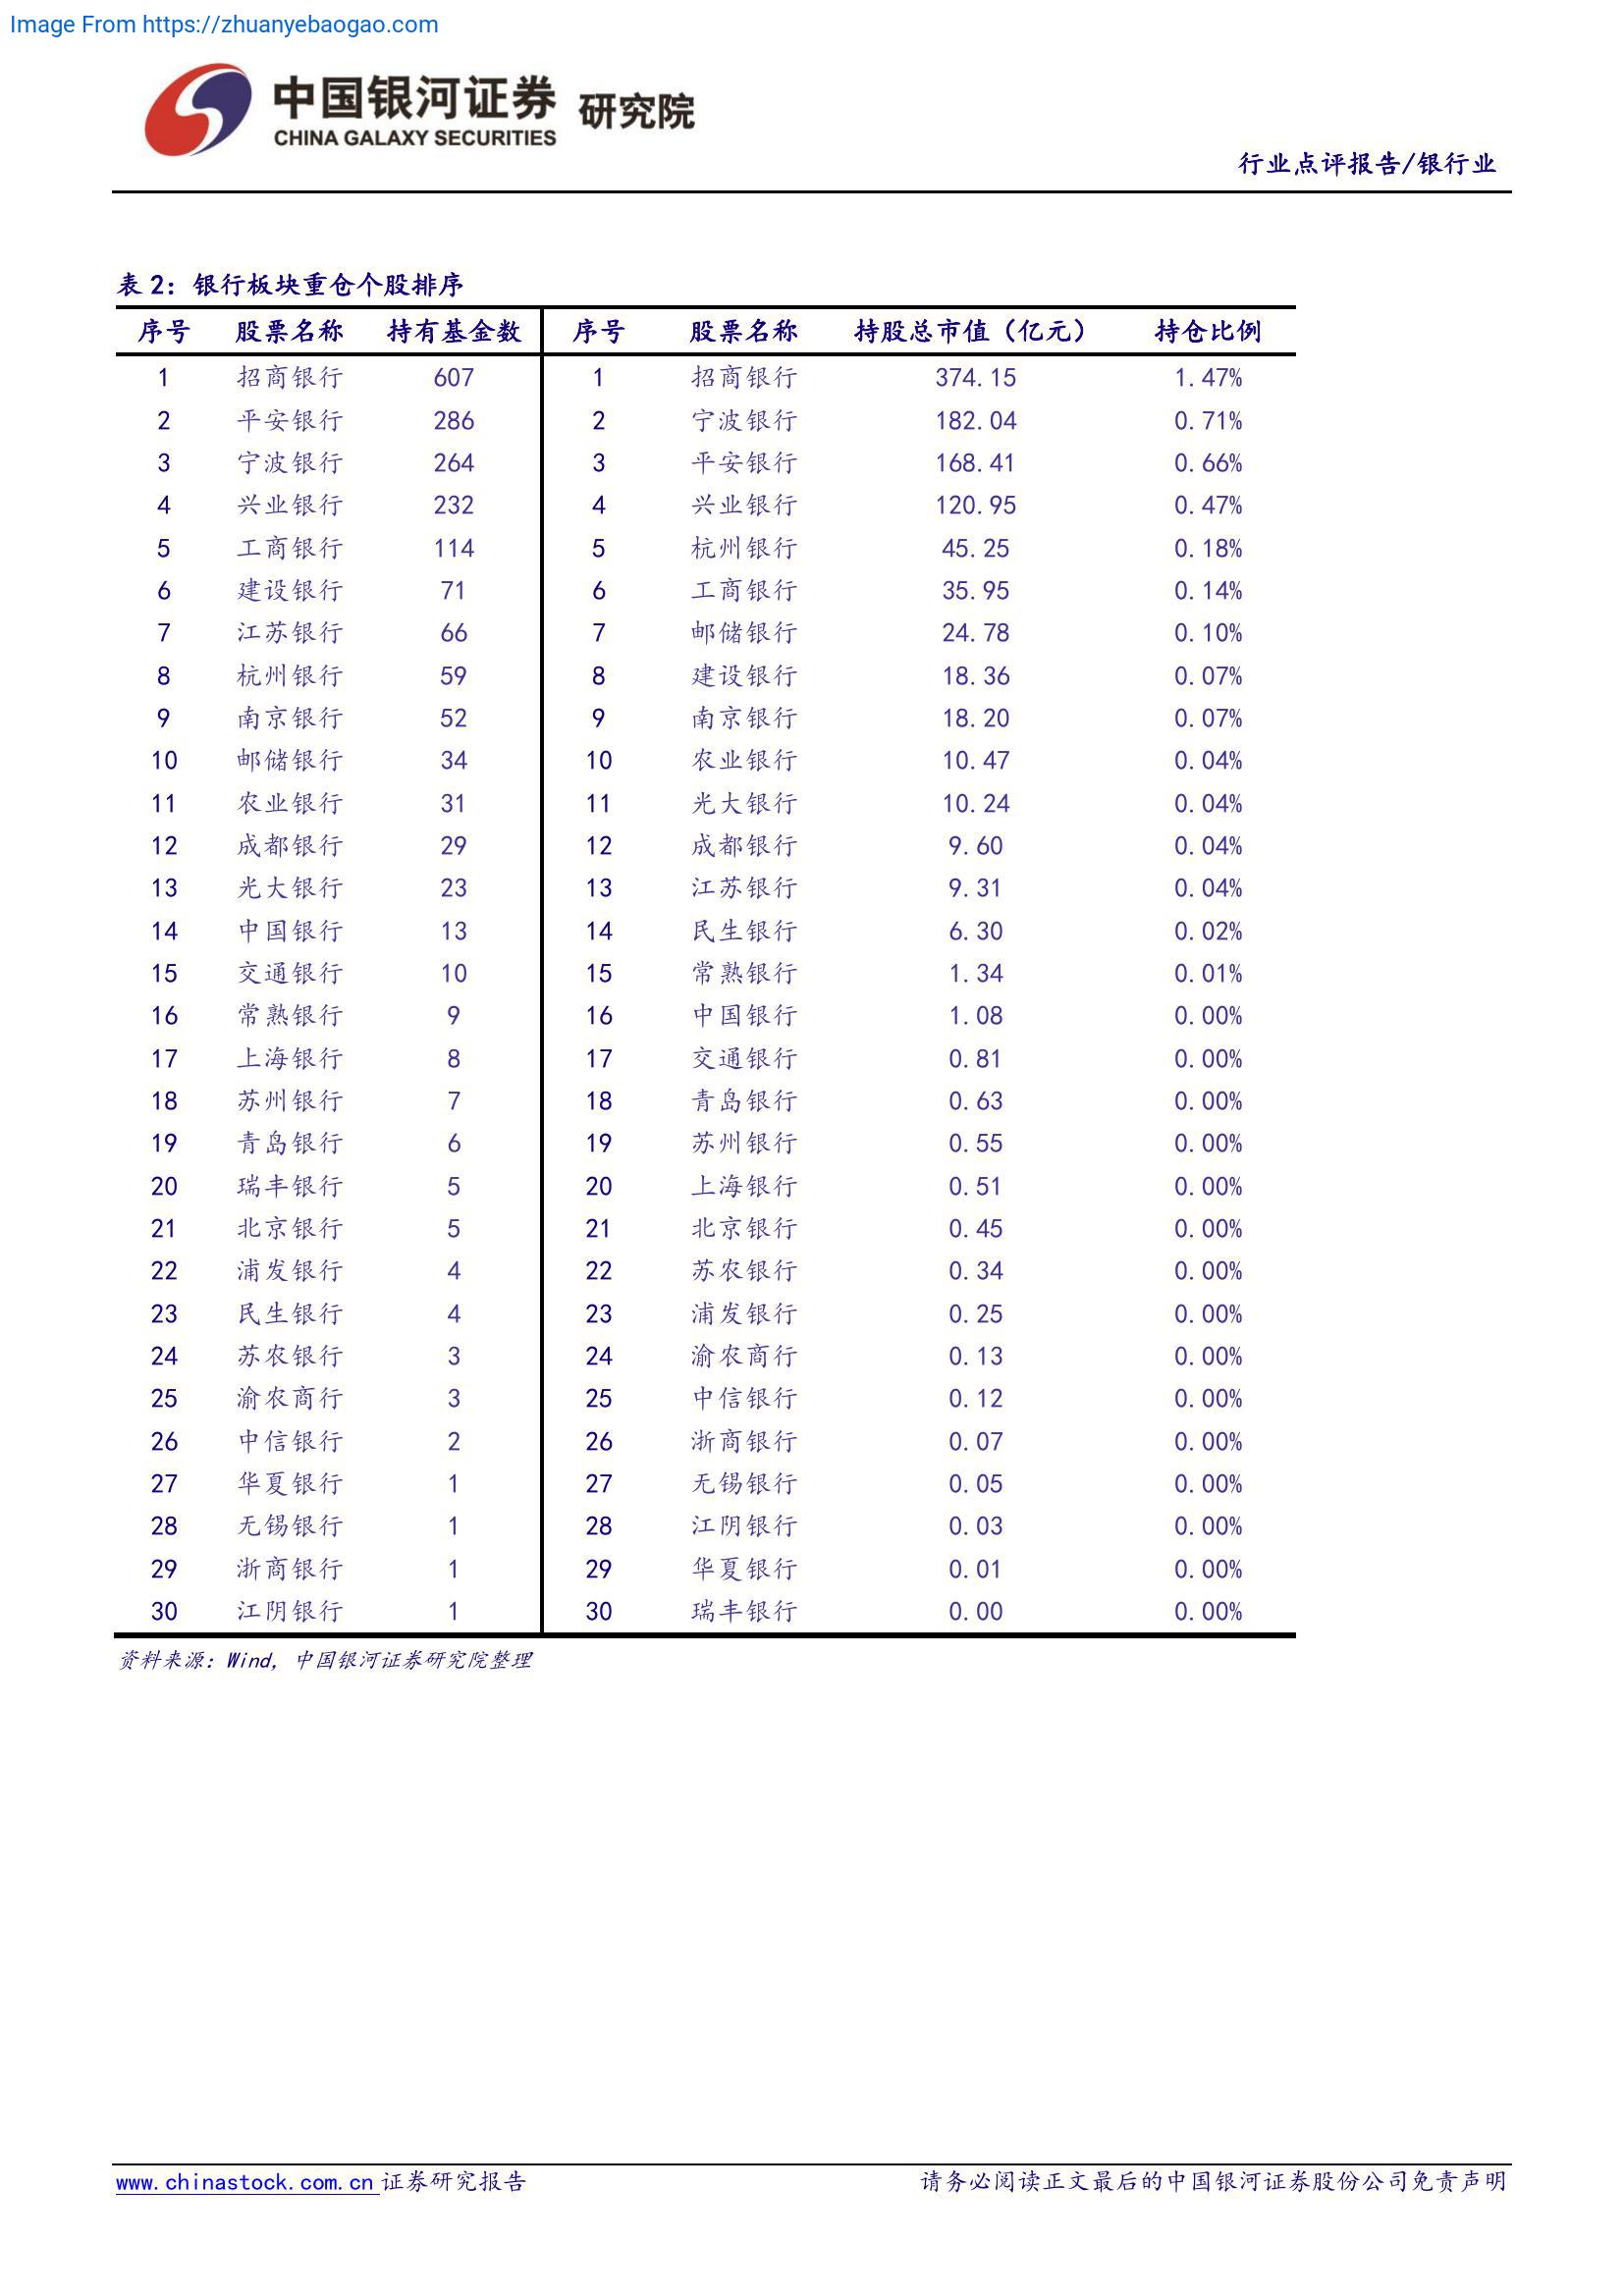 Image From https://zhuanyebaogao.com
中国银河证券 研究院
CHINA GALAXY SECURITIES
行业点评报告/银行业
表 2：银行板块重仓个股排序
序号 股票名称 持有基金数 序号 股票名称 持股总市值（亿元） 持仓比例
1 招商银行 607 1 招商银行 374.15 1.47%
2 平安银行 286 2 宁波银行 182.04 0.71%
3 宁波银行 264 3 平安银行 168.41 0.66%
4 兴业银行 232 4 兴业银行 120.95 0.47%
5 工商银行 114 5 杭州银行 45.25 0.18%
6 建设银行 71 6 工商银行 35.95 0.14%
7 江苏银行 66 7 邮储银行 24.78 0.10%
8 杭州银行 59 8 建设银行 18.36 0.07%
9 南京银行 52 9 南京银行 18.20 0.07%
10 邮储银行 34 10 农业银行 10.47 0.04%
11 农业银行 31 11 光大银行 10.24 0.04%
12 成都银行 29 12 成都银行 9.60 0.04%
13 光大银行 23 13 江苏银行 9.31 0.04%
14 中国银行 13 14 民生银行 6.30 0.02%
15 交通银行 10 15 常熟银行 1.34 0.01%
16 常熟银行 9 16 中国银行 1.08 0.00%
17 上海银行 8 17 交通银行 0.81 0.00%
18 苏州银行 7 18 青岛银行 0.63 0.00%
19 青岛银行 6 19 苏州银行 0.55 0.00%
20 瑞丰银行 5 20 上海银行 0.51 0.00%
21 北京银行 5 21 北京银行 0.45 0.00%
22 浦发银行 4 22 苏农银行 0.34 0.00%
23 民生银行 4 23 浦发银行 0.25 0.00%
24 苏农银行 3 24 渝农商行 0.13 0.00%
25 渝农商行 3 25 中信银行 0.12 0.00%
26 中信银行 2 26 浙商银行 0.07 0.00%
27 华夏银行 1 27 无锡银行 0.05 0.00%
28 无锡银行 1 28 江阴银行 0.03 0.00%
29 浙商银行 1 29 华夏银行 0.01 0.00%
30 江阴银行 1 30 瑞丰银行 0.00 0.00%
资料来源：Wind，中国银河证券研究院整理
www.chinastock.com.cn 证券研究报告 请务必阅读正文最后的中国银河证券股份公司免责声明